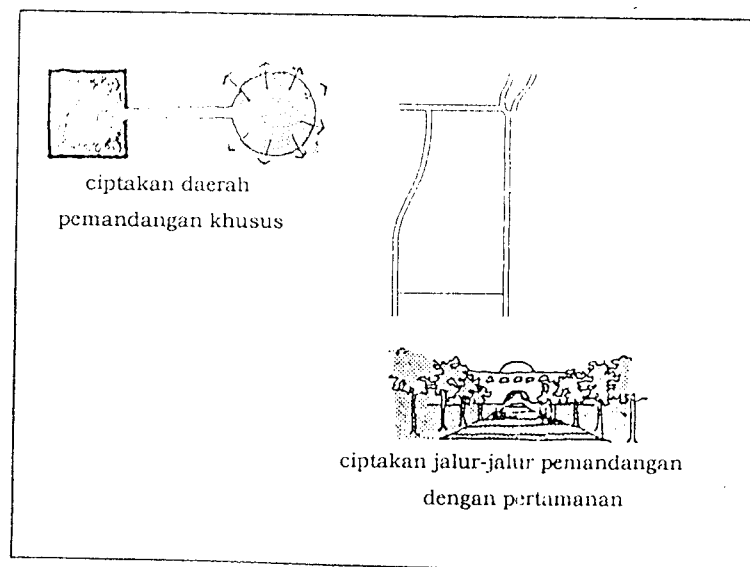 ciptakan daerah
pemandangan khusus
ciptakan jalur-jalur pemandangan
dengan pertamanan